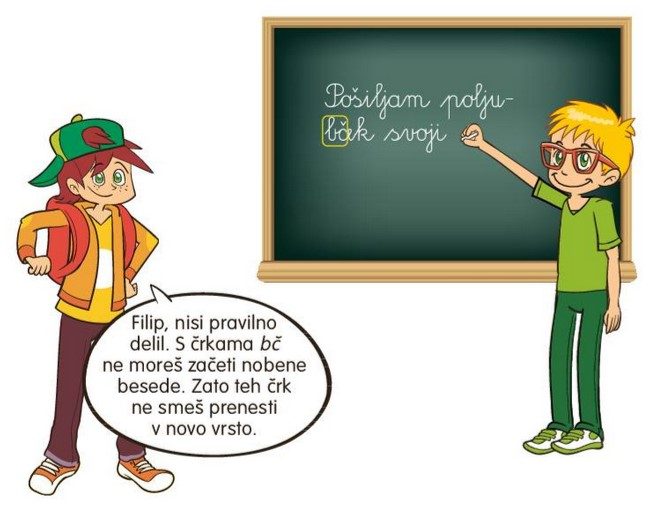 Pošiljam polju-
bček svoji
Filip, nisi pravilno
delil. S črkama bč
ne moreš začeti nobene
besede. Zato teh črk
ne smeš prenesti
v novo vrsto.